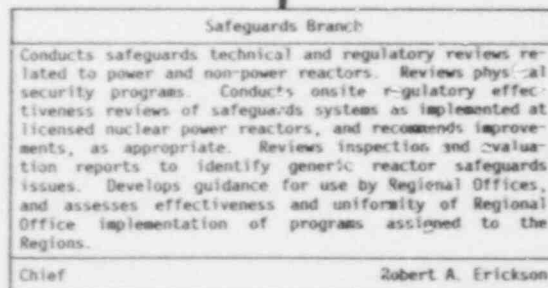 Safeguards Branch
Conducts safeguards technical and regulatory reviews re-
lated to power and non-power reactors. Reviews physical
security programs. Conducts onsite regulatory effec-
tiveness reviews of safeguards systems as implemented at
licensed nuclear power reactors, and recommends improve-
ments, as appropriate. Reviews inspection and evalua-
tion reports to identify generic reactor safeguards
issues. Develops guidance for use by Regional Offices,
and assesses effectiveness and uniformity of Regional
Office implementation of programs assigned to the
Regions.
Chief Robert A. Erickson